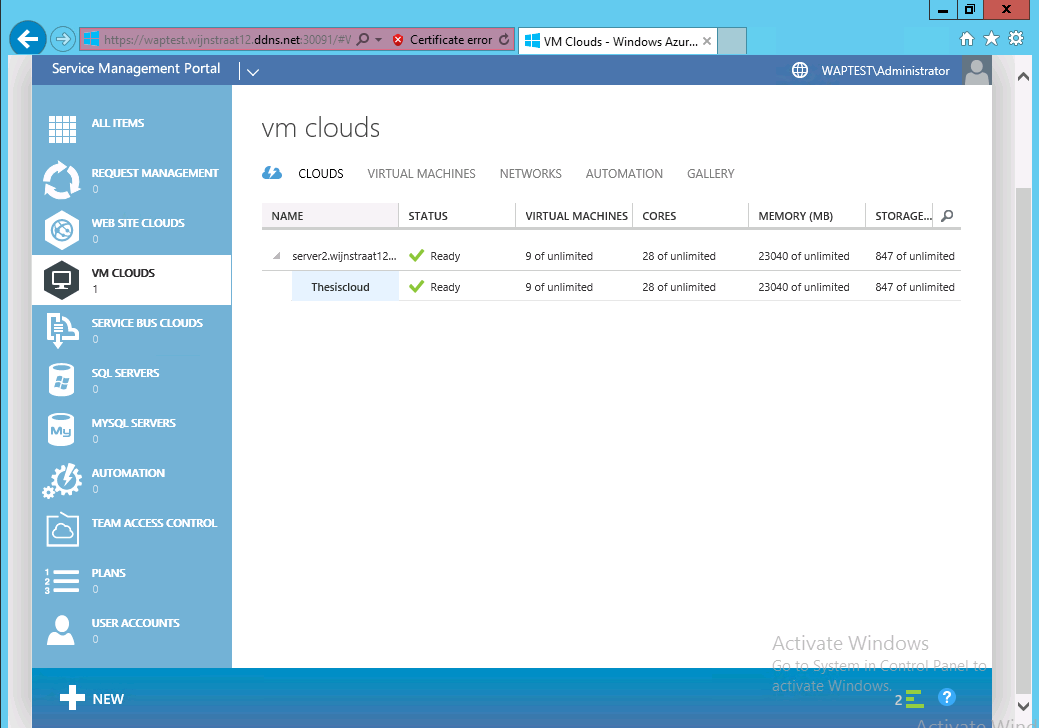 https://waptest.wijnstraat12.ddns.net:30091/#V
Certificate error
VM Clouds - Windows Azur...
Service Management Portal
WAPTEST\Administrator
ALL ITEMS
REQUEST MANAGEMENT
0
WEB SITE CLOUDS
0
VM CLOUDS
1
SERVICE BUS CLOUDS
0
SQL SERVERS
0
My
MYSQL SERVERS
0
AUTOMATION
0
TEAM ACCESS CONTROL
1
2
3
PLANS
0
USER ACCOUNTS
0
vm clouds
CLOUDS VIRTUAL MACHINES NETWORKS AUTOMATION GALLERY
NAME STATUS VIRTUAL MACHINES CORES MEMORY (MB) STORAGE...
server2.wijnstraat12... Ready 9 of unlimited 28 of unlimited 23040 of unlimited 847 of unlimited
Thesiscloud Ready 9 of unlimited 28 of unlimited 23040 of unlimited 847 of unlimited
Activate Windows
Go to System in Control Panel to
activate Windows.
NEW
2
?
Activate Wind